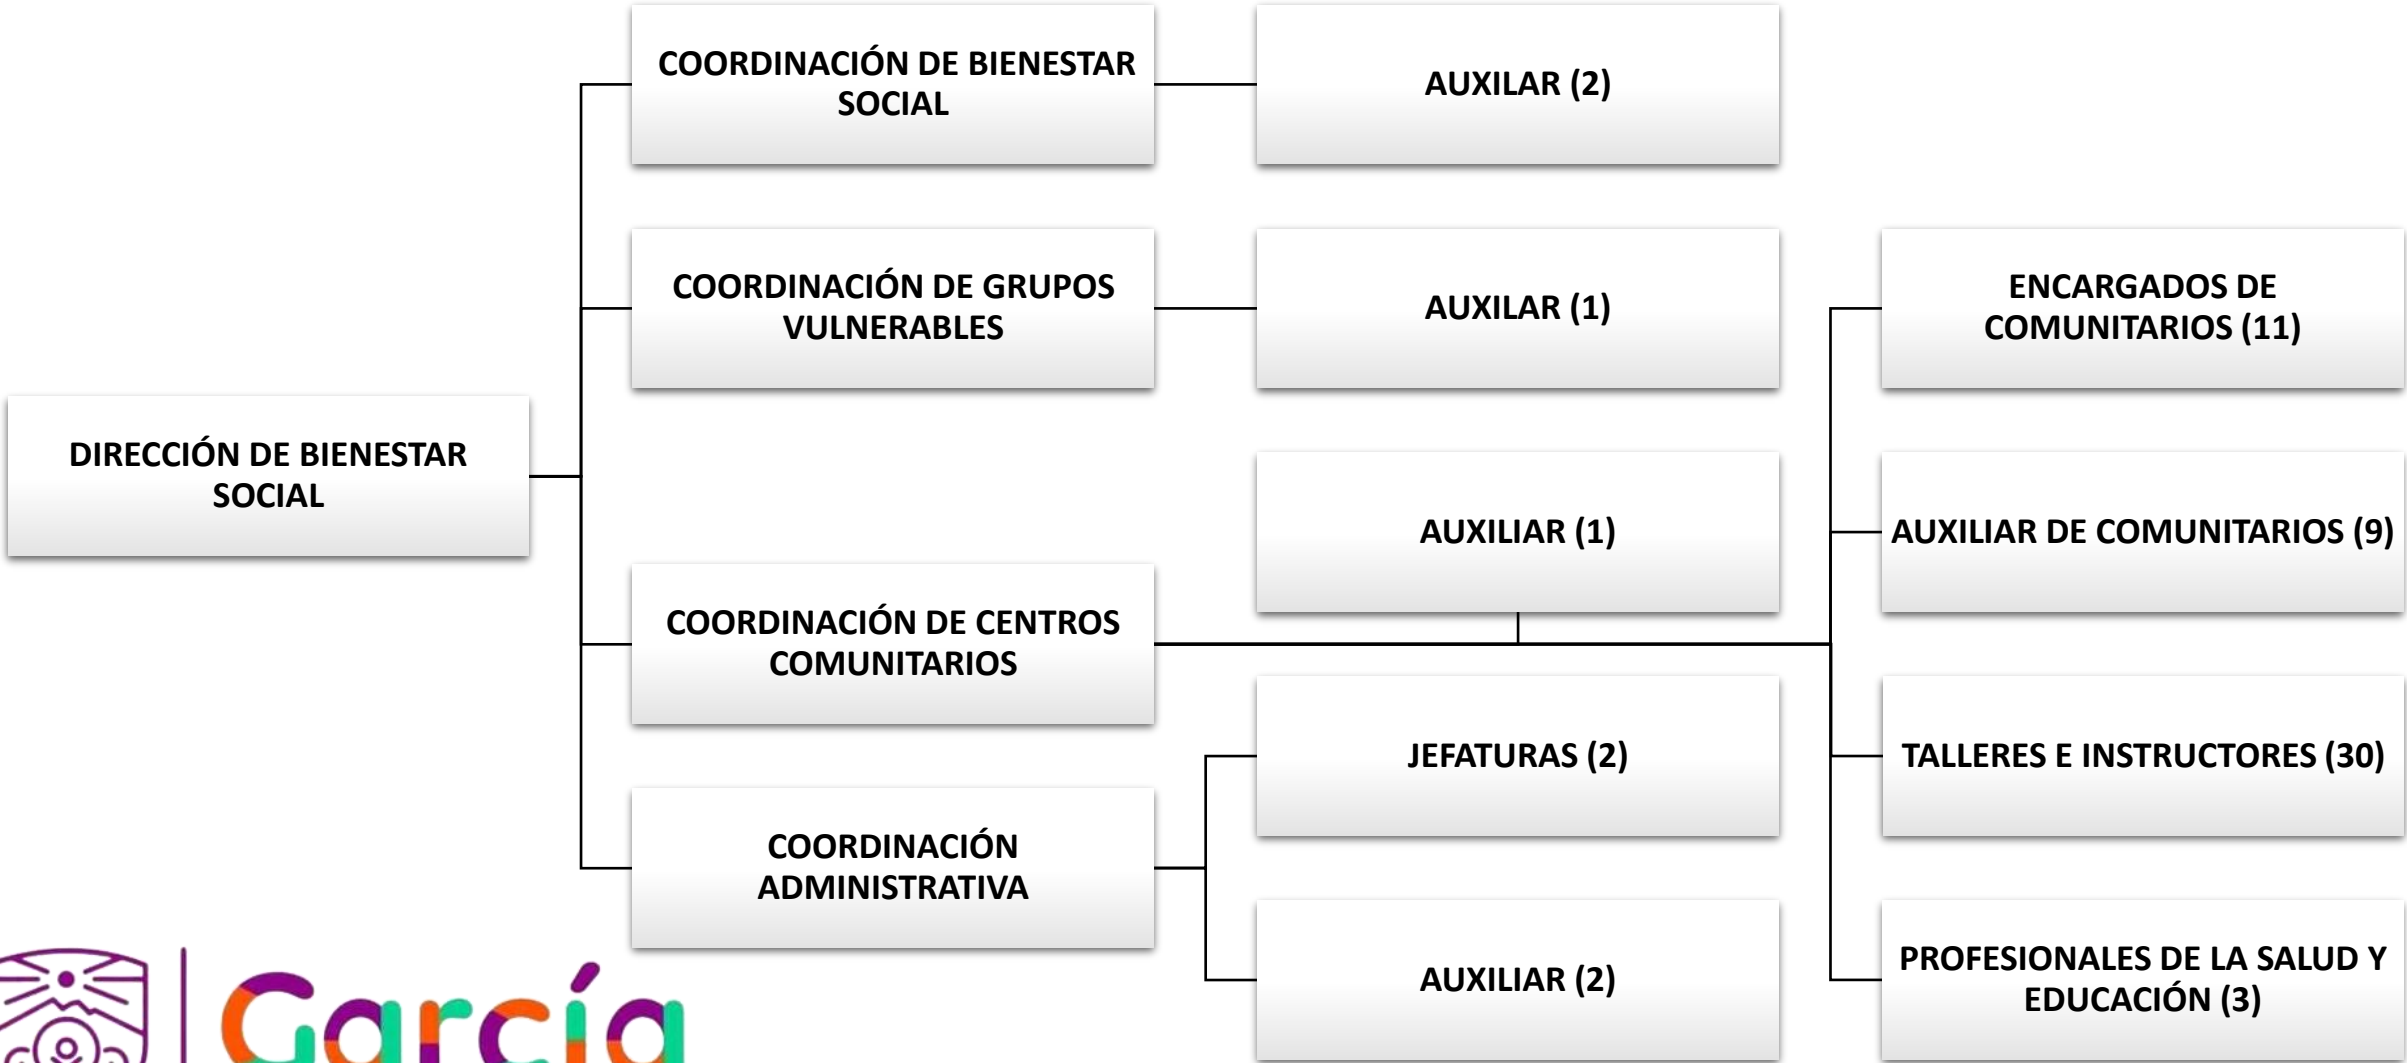 COORDINACIÓN DE BIENESTAR
SOCIAL
AUXILAR (2)
COORDINACIÓN DE GRUPOS
VULNERABLES
AUXILAR (1)
ENCARGADOS DE
COMUNITARIOS (11)
DIRECCIÓN DE BIENESTAR
SOCIAL
AUXILIAR (1)
AUXILIAR DE COMUNITARIOS (9)
COORDINACIÓN DE CENTROS
COMUNITARIOS
JEFATURAS (2)
TALLERES E INSTRUCTORES (30)
COORDINACIÓN
ADMINISTRATIVA
AUXILIAR (2)
PROFESIONALES DE LA SALUD Y
EDUCACIÓN (3)
García